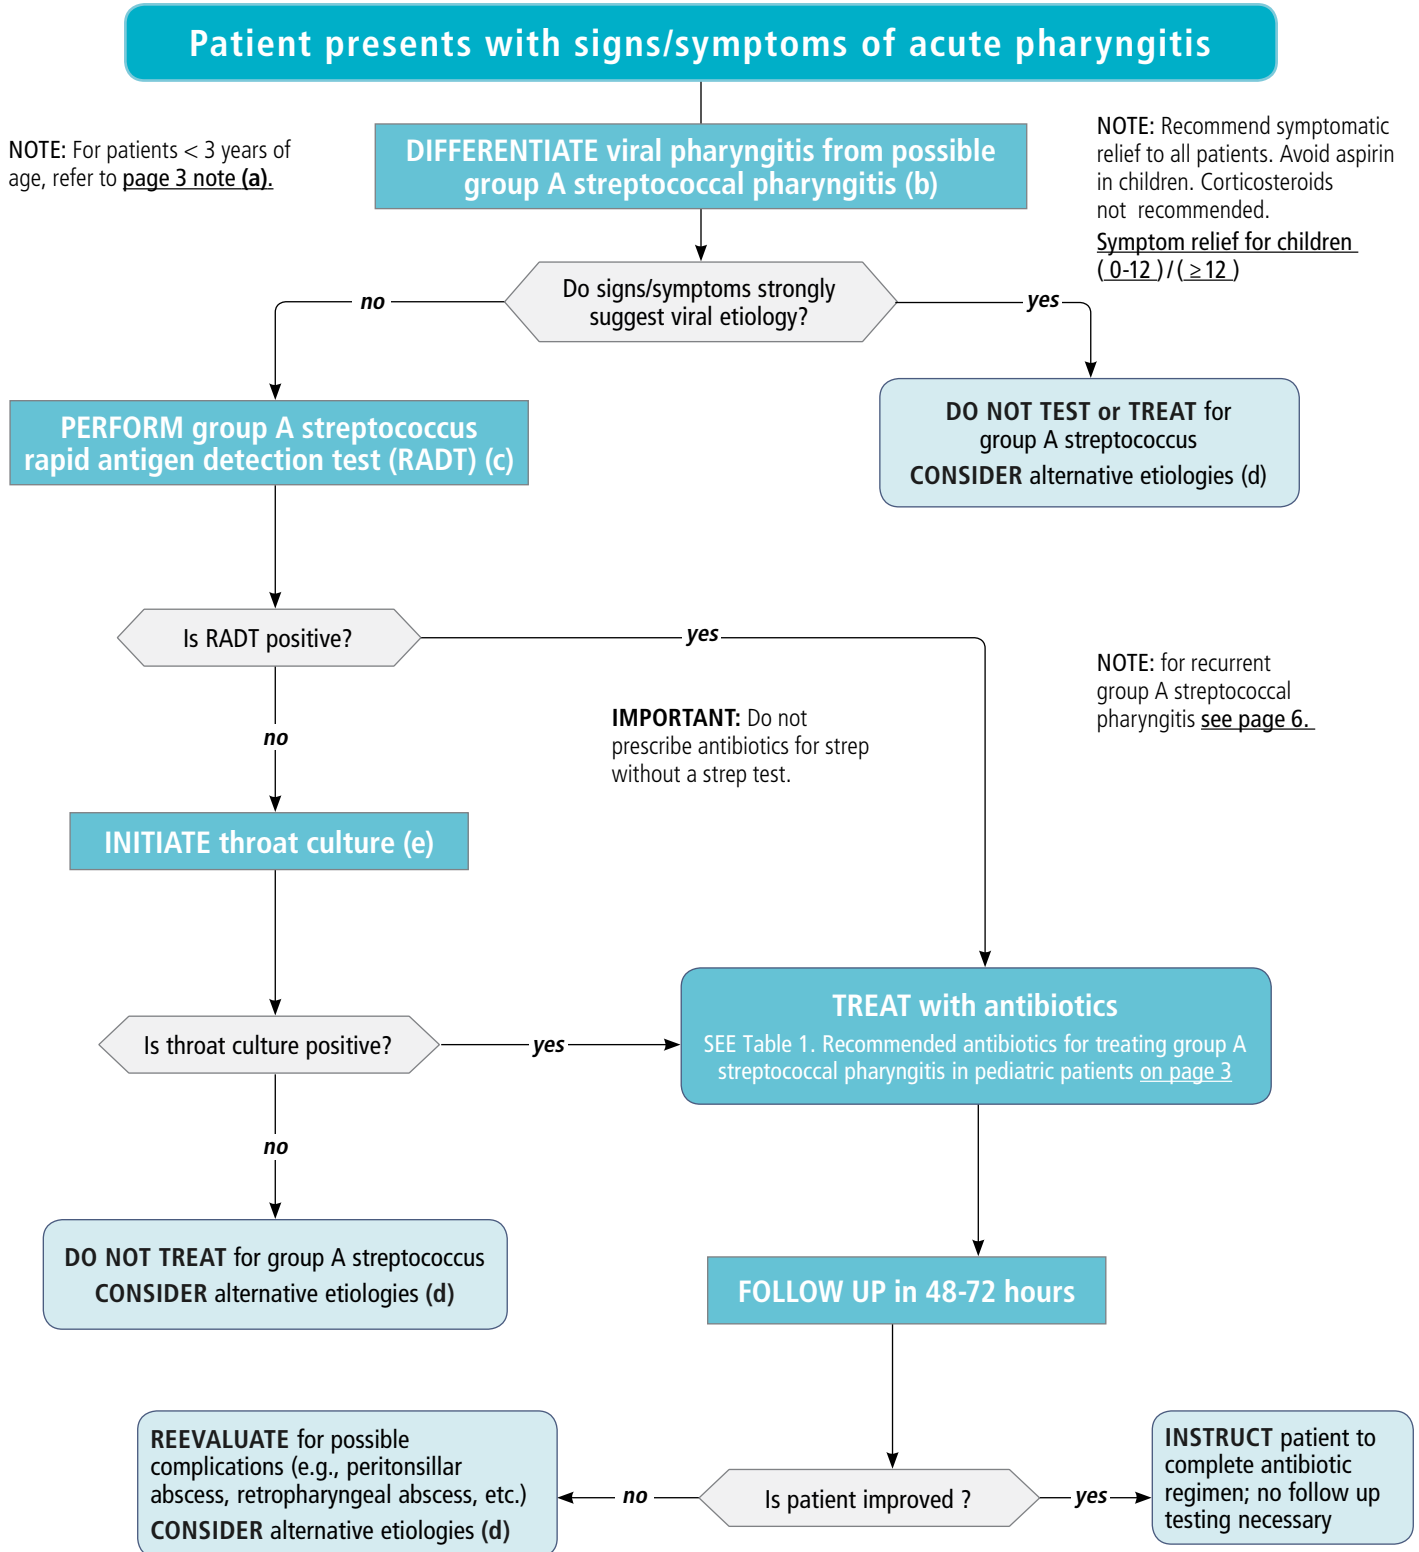 Patient presents with signs/symptoms of acute pharyngitis
NOTE: For patients < 3 years of
age, refer to page 3 note (a).
DIFFERENTIATE viral pharyngitis from possible
group A streptococcal pharyngitis (b)
NOTE: Recommend symptomatic
relief to all patients. Avoid aspirin
in children. Corticosteroids
not recommended.
Symptom relief for children
( 0-12 ) / ( ≥ 12 )
Do signs/symptoms strongly
suggest viral etiology?
no
yes
PERFORM group A streptococcus
rapid antigen detection test (RADT) (c)
DO NOT TEST or TREAT for
group A streptococcus
CONSIDER alternative etiologies (d)
Is RADT positive?
yes
no
IMPORTANT: Do not
prescribe antibiotics for strep
without a strep test.
NOTE: for recurrent
group A streptococcal
pharyngitis see page 6.
INITIATE throat culture (e)
Is throat culture positive?
yes
TREAT with antibiotics
SEE Table 1. Recommended antibiotics for treating group A
streptococcal pharyngitis in pediatric patients on page 3
no
DO NOT TREAT for group A streptococcus
CONSIDER alternative etiologies (d)
FOLLOW UP in 48-72 hours
REEVALUATE for possible
complications (e.g., peritonsillar
abscess, retropharyngeal abscess, etc.)
CONSIDER alternative etiologies (d)
no
Is patient improved ?
yes
INSTRUCT patient to
complete antibiotic
regimen; no follow up
testing necessary